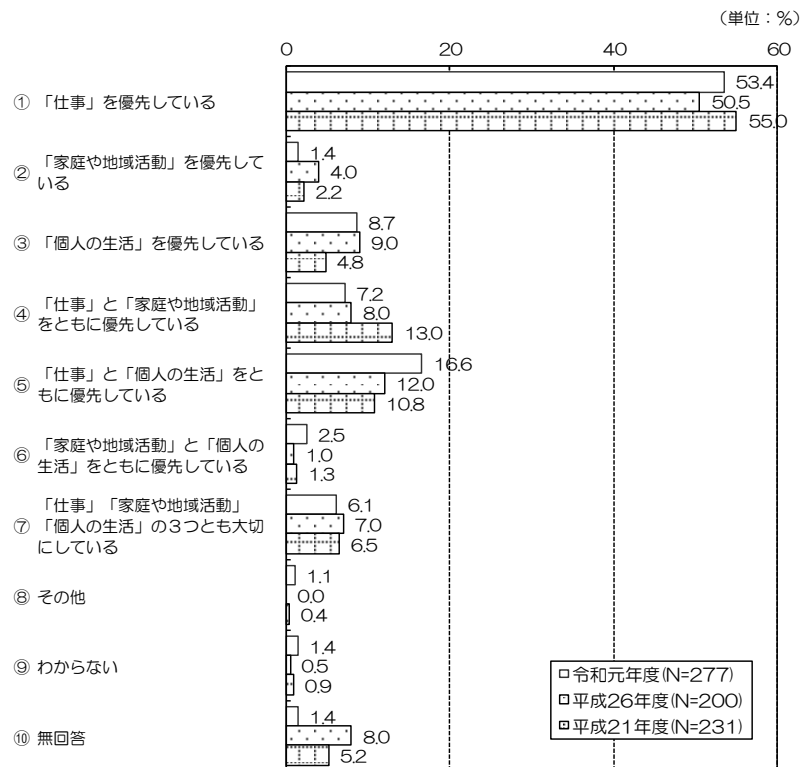 （単位：％）
0 20 40 60
① 「仕事」を優先している
53.4
50.5
55.0
② 「家庭や地域活動」を優先して
いる
1.4
4.0
2.2
③ 「個人の生活」を優先している
8.7
9.0
4.8
④ 「仕事」と「家庭や地域活動」
をともに優先している
7.2
8.0
13.0
⑤ 「仕事」と「個人の生活」をと
もに優先している
16.6
12.0
10.8
⑥ 「家庭や地域活動」と「個人の
生活」をともに優先している
2.5
1.0
1.3
⑦ 「仕事」「家庭や地域活動」
「個人の生活」の３つとも大切
にしている
6.1
7.0
6.5
⑧ その他
1.1
0.0
0.4
⑨ わからない
1.4
0.5
0.9
⑩ 無回答
1.4
8.0
5.2
令和元年度(N=277)
平成26年度(N=200)
平成21年度(N=231)